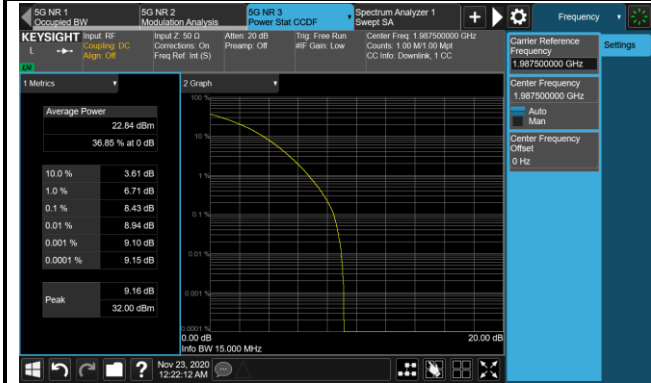 5G NR 1
Occupied BW
5G NR 2
Modulation Analysis
5G NR 3
Power Stat CCDF
Spectrum Analyzer 1
Swept SA
Frequency
KEYSIGHT
L
Input: RF
Coupling: DC
Align: Off
Input Z: 50 Ω
Corrections: On
Freq Ref: Int (S)
Atten: 20 dB
Preamp: Off
Trig: Free Run
#IF Gain: Low
Center Freq: 1.987500000 GHz
Counts: 1.00 M/1.00 Mpt
CC Info: Downlink, 1 CC
Carrier Reference
Frequency
1.987500000 GHz
Settings
Center Frequency
1.987500000 GHz
Auto
Man
Center Frequency
Offset
0 Hz
1 Metrics
Average Power
22.84 dBm
36.85 % at 0 dB
10.0 % 3.61 dB
1.0 % 6.71 dB
0.1 % 8.43 dB
0.01 % 8.94 dB
0.001 % 9.10 dB
0.0001 % 9.15 dB
Peak
9.16 dB
32.00 dBm
2 Graph
100 %
10 %
1 %
0.1 %
0.01 %
0.001 %
0.0001 %
0.00 dB
20.00 dB
Info BW 15.000 MHz
Nov 23, 2020
12:22:12 AM